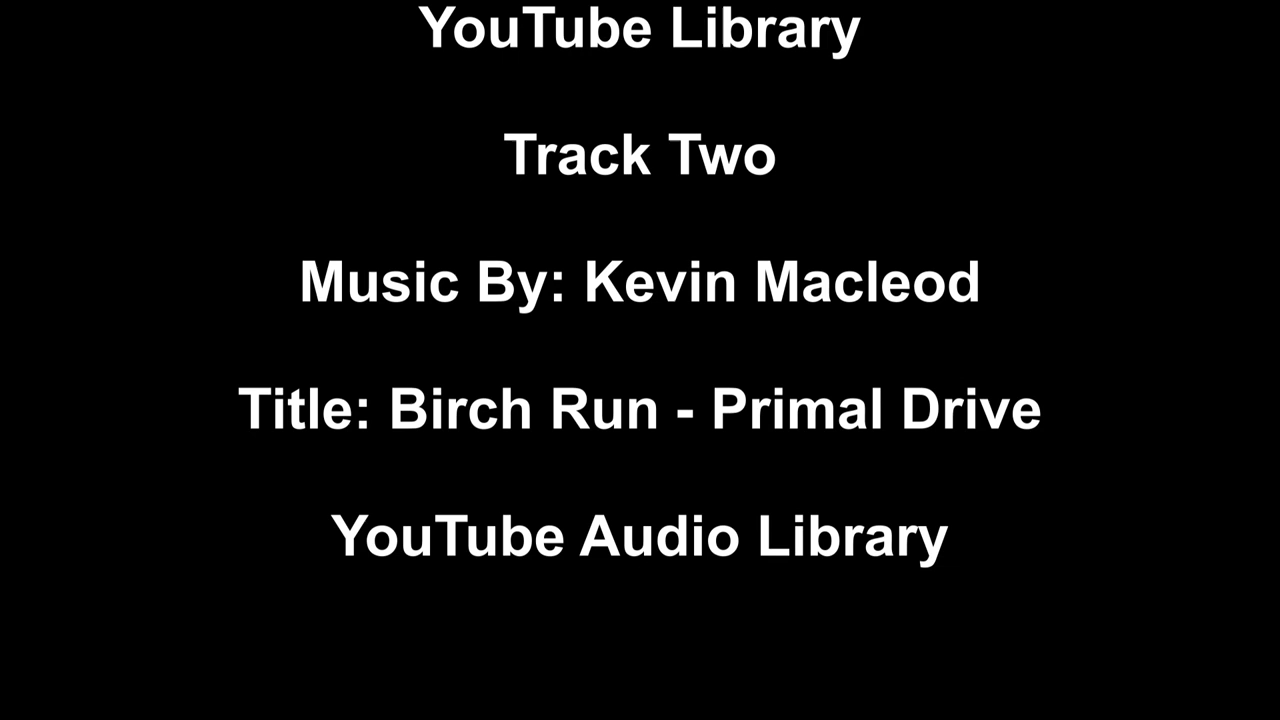 YouTube Library
Track Two
Music By: Kevin Macleod
Title: Birch Run - Primal Drive
YouTube Audio Library